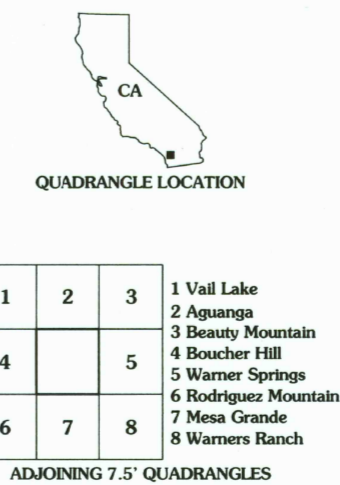 CA
QUADRANGLE LOCATION
1 2 3
4 5
6 7 8
1 Vail Lake
2 Aguanga
3 Beauty Mountain
4 Boucher Hill
5 Warner Springs
6 Rodriguez Mountain
7 Mesa Grande
8 Warners Ranch
ADJOINING 7.5' QUADRANGLES